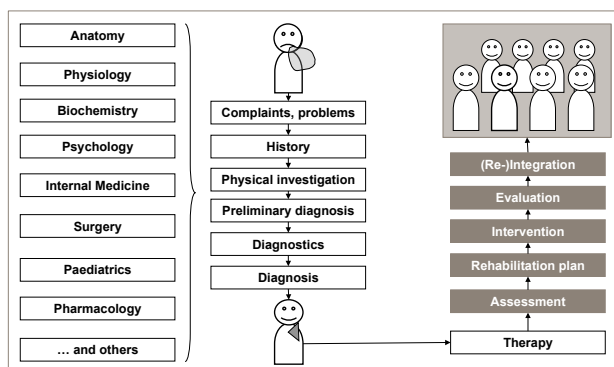 Anatomy
Physiology
Biochemistry
Psychology
Internal Medicine
Surgery
Paediatrics
Pharmacology
… and others
Complaints, problems
History
Physical investigation
Preliminary diagnosis
Diagnostics
Diagnosis
(Re-)Integration
Evaluation
Intervention
Rehabilitation plan
Assessment
Therapy